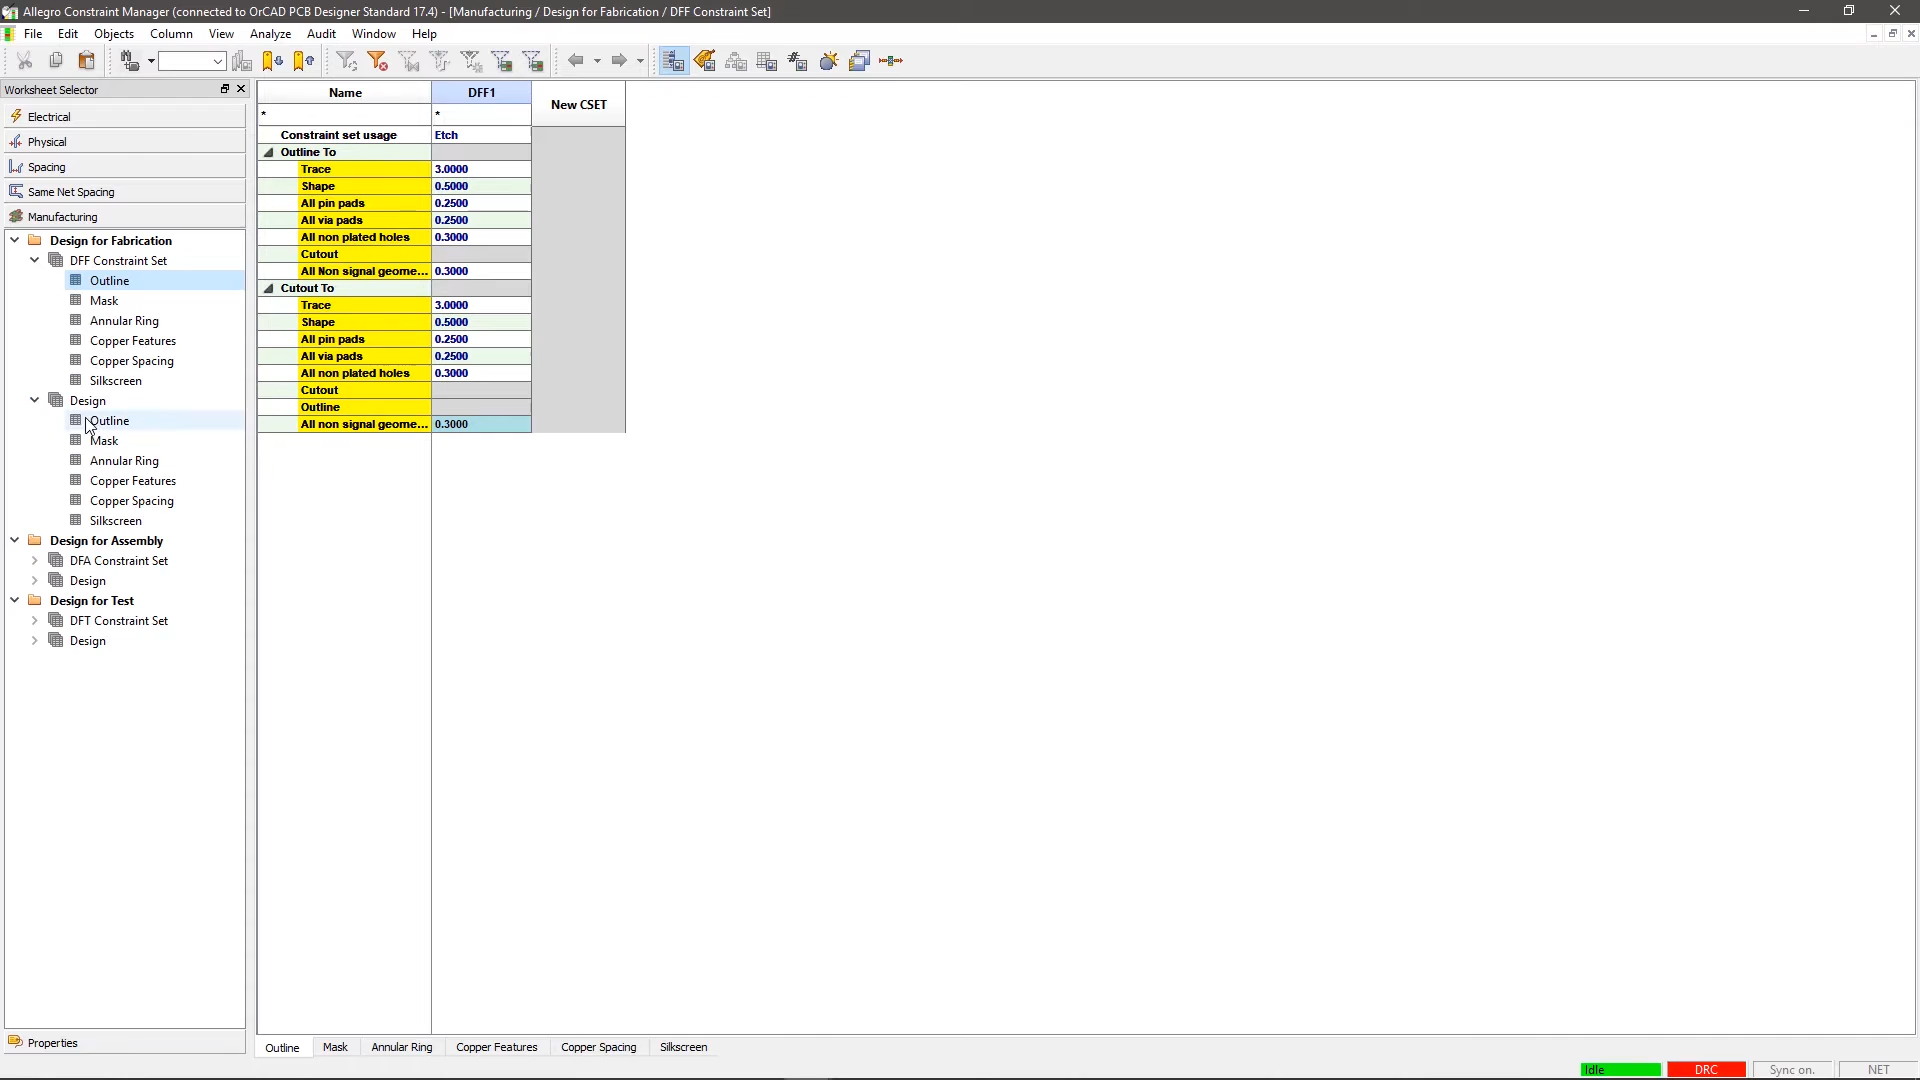 Allegro Constraint Manager (connected to OrCAD PCB Designer Standard 17.4) - [Manufacturing / Design for Fabrication / DFF Constraint Set]
File Edit Objects Column View Analyze Audit Window Help
Worksheet Selector
Electrical
Physical
Spacing
Same Net Spacing
Manufacturing
Design for Fabrication
DFF Constraint Set
Outline
Mask
Annular Ring
Copper Features
Copper Spacing
Silkscreen
Design
Outline
Mask
Annular Ring
Copper Features
Copper Spacing
Silkscreen
Design for Assembly
DFA Constraint Set
Design
Design for Test
DFT Constraint Set
Design
Properties
Name DFF1 New CSET
* *
Constraint set usage Etch
Outline To
Trace 3.0000
Shape 0.5000
All pin pads 0.2500
All via pads 0.2500
All non plated holes 0.3000
Cutout
All Non signal geome... 0.3000
Cutout To
Trace 3.0000
Shape 0.5000
All pin pads 0.2500
All via pads 0.2500
All non plated holes 0.3000
Cutout
Outline
All non signal geome... 0.3000
Outline Mask Annular Ring Copper Features Copper Spacing Silkscreen
Idle DRC Sync on. NET